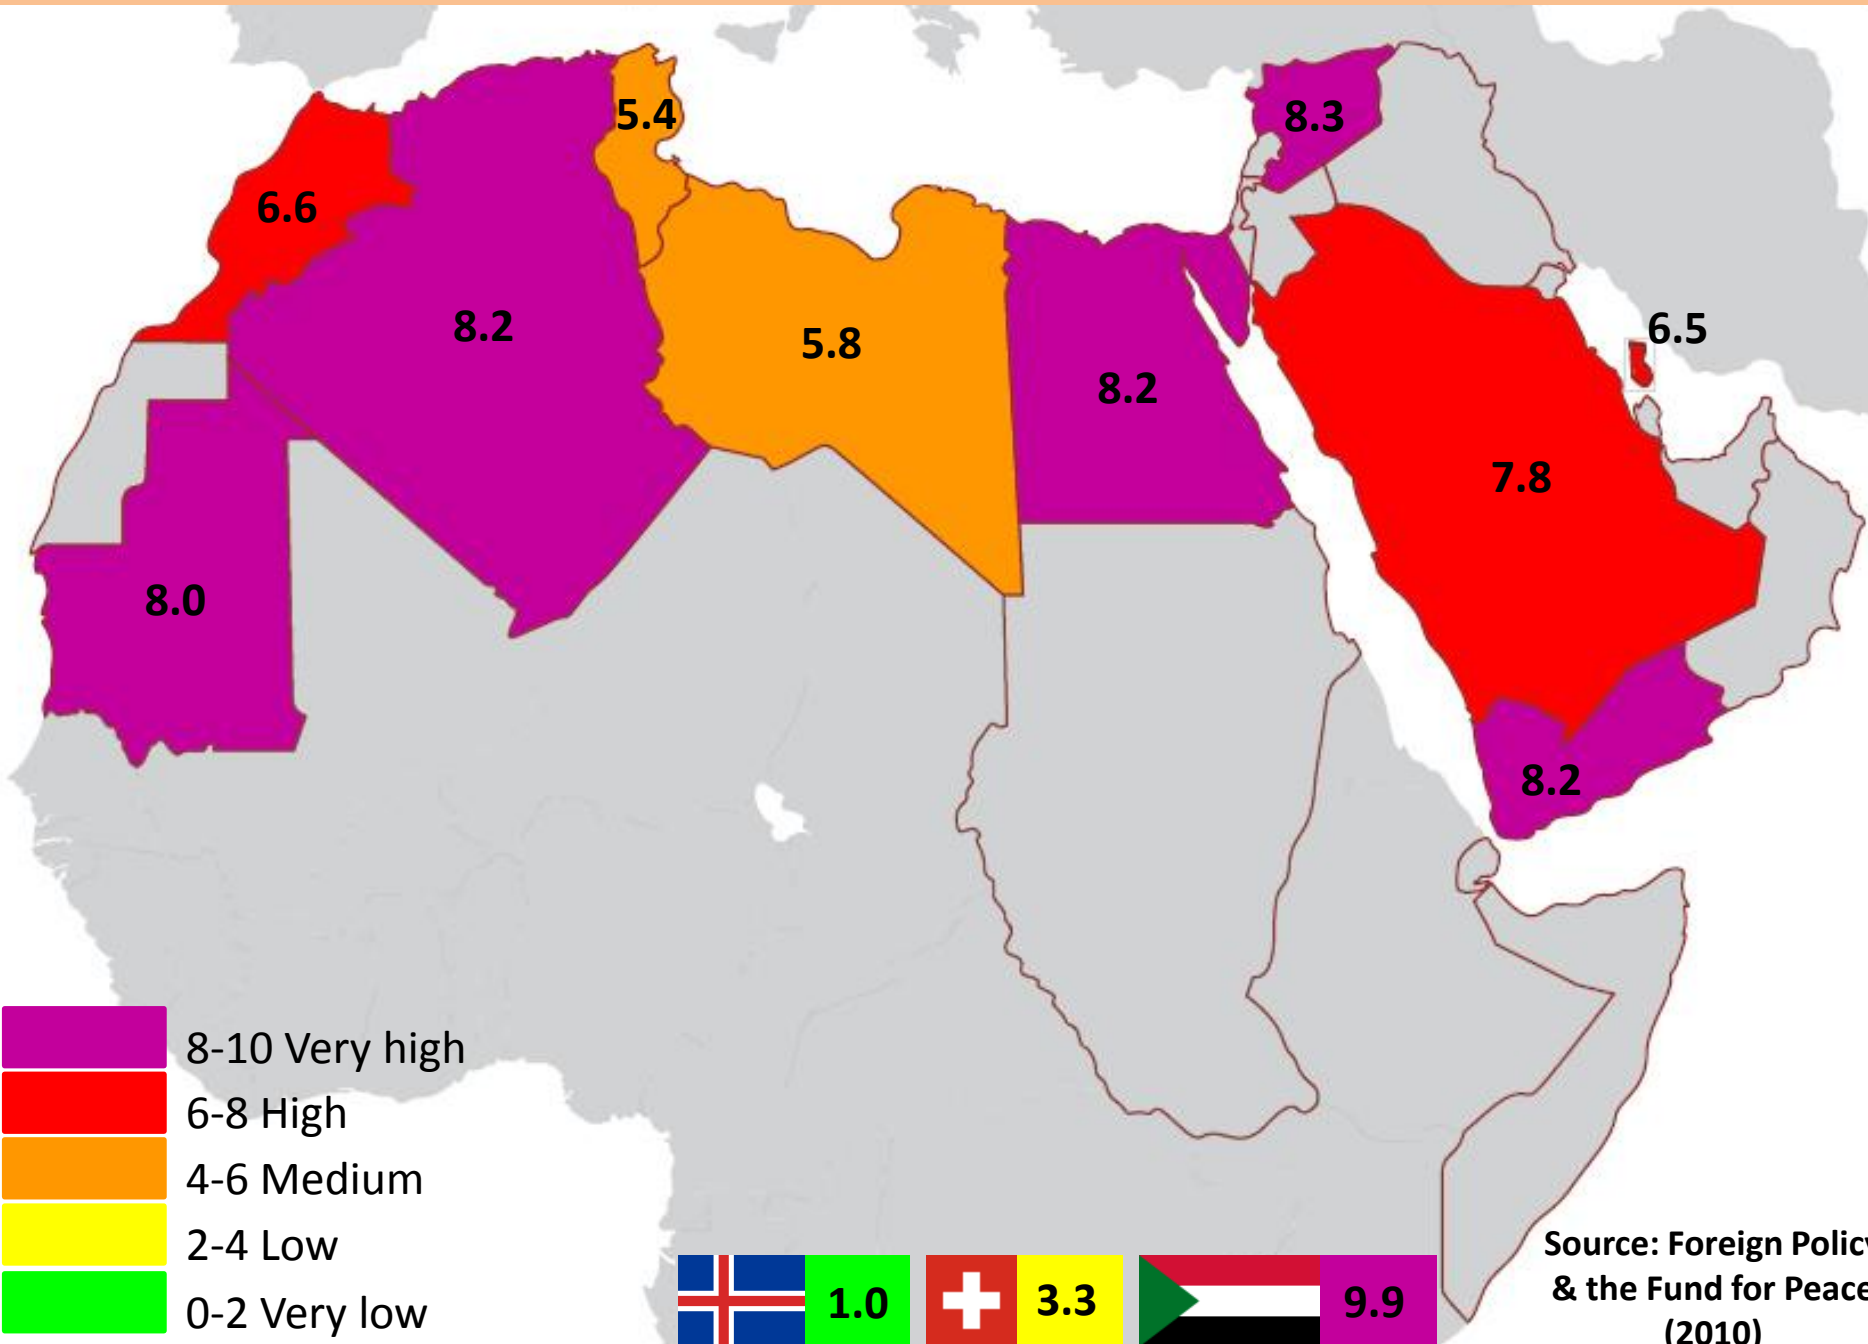 5.4
8.3
6.6
8.2
5.8
6.5
8.2
7.8
8.0
8.2
8-10 Very high
6-8 High
4-6 Medium
2-4 Low
0-2 Very low
1.0
3.3
9.9
Source: Foreign Policy
& the Fund for Peace
(2010)